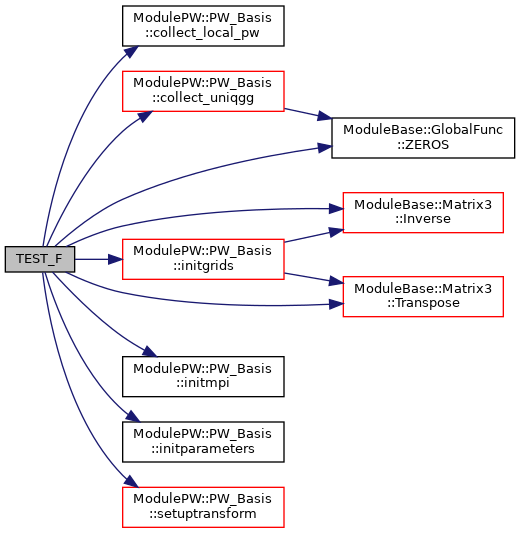 ModulePW::PW_Basis
::collect_local_pw
ModulePW::PW_Basis
::collect_uniqgg
ModuleBase::GlobalFunc
::ZEROS
ModuleBase::Matrix3
::Inverse
TEST_F
ModulePW::PW_Basis
::initgrids
ModuleBase::Matrix3
::Transpose
ModulePW::PW_Basis
::initmpi
ModulePW::PW_Basis
::initparameters
ModulePW::PW_Basis
::setuptransform